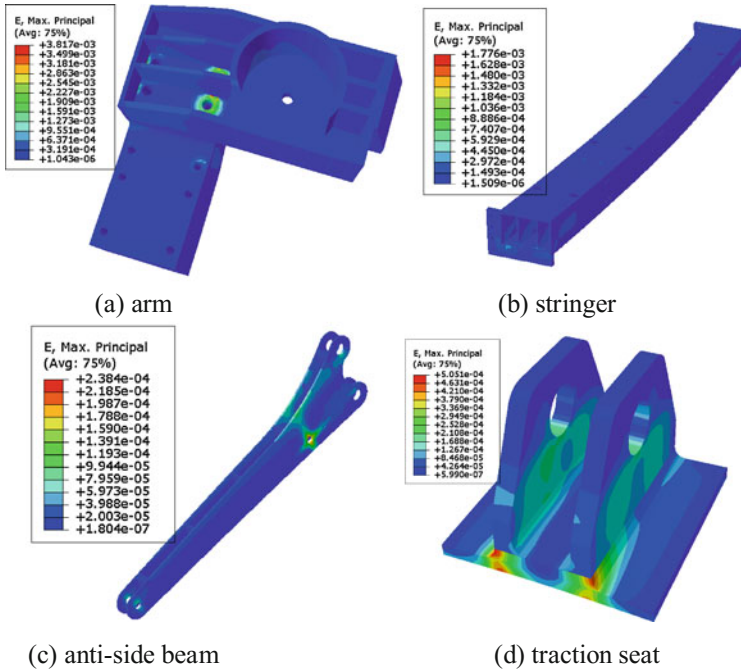 E, Max. Principal
(Avg: 75%)
+3.817e-03
+3.499e-03
+3.181e-03
+2.863e-03
+2.545e-03
+2.227e-03
+1.909e-03
+1.591e-03
+1.273e-03
+9.551e-04
+6.371e-04
+3.191e-04
+1.043e-06
(a) arm
E, Max. Principal
(Avg: 75%)
+1.776e-03
+1.628e-03
+1.480e-03
+1.332e-03
+1.184e-03
+1.036e-03
+8.886e-04
+7.407e-04
+5.929e-04
+4.450e-04
+2.972e-04
+1.493e-04
+1.509e-06
(b) stringer
E, Max. Principal
(Avg: 75%)
+2.384e-04
+2.185e-04
+1.987e-04
+1.788e-04
+1.590e-04
+1.391e-04
+1.193e-04
+9.944e-05
+7.959e-05
+5.973e-05
+3.988e-05
+2.003e-05
+1.804e-07
(c) anti-side beam
E, Max. Principal
(Avg: 75%)
+5.051e-04
+4.631e-04
+4.210e-04
+3.790e-04
+3.369e-04
+2.949e-04
+2.528e-04
+2.108e-04
+1.688e-04
+1.267e-04
+8.468e-05
+4.264e-05
+5.990e-07
(d) traction seat